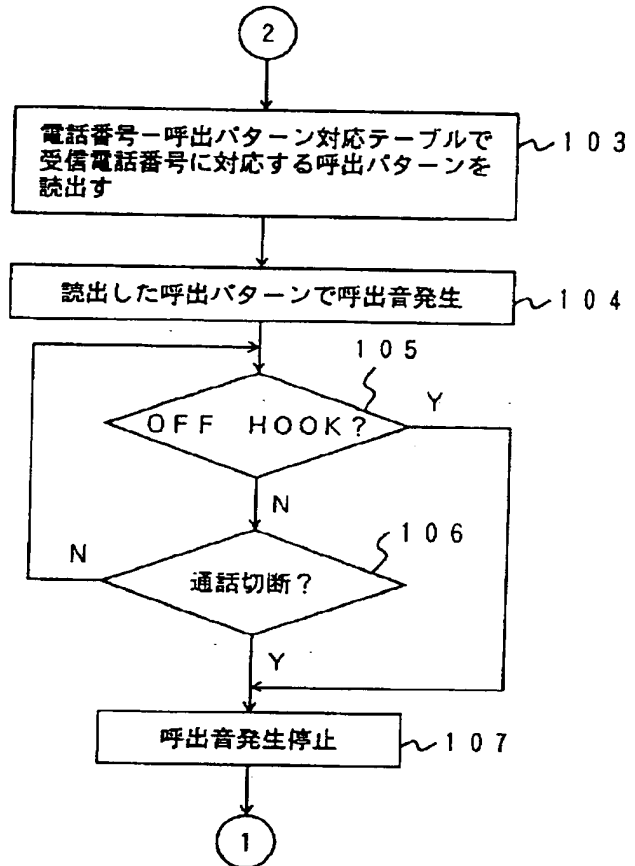 2
電話番号－呼出パターン対応テーブルで
受信電話番号に対応する呼出パターンを
読出す
103
読出した呼出パターンで呼出音発生
104
105
OFF HOOK?
Y
N
106
N
通話切断?
Y
呼出音発生停止
107
1